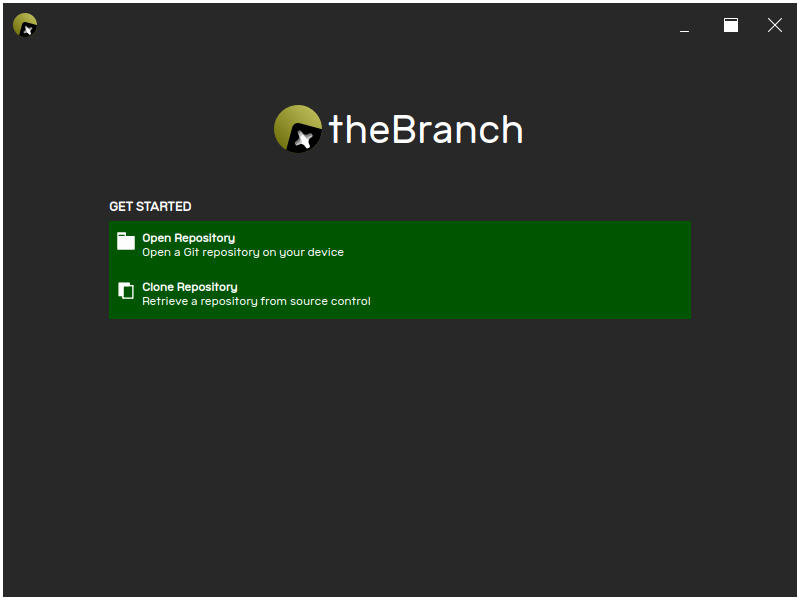 theBranch
GET STARTED
Open Repository
Open a Git repository on your device
Clone Repository
Retrieve a repository from source control